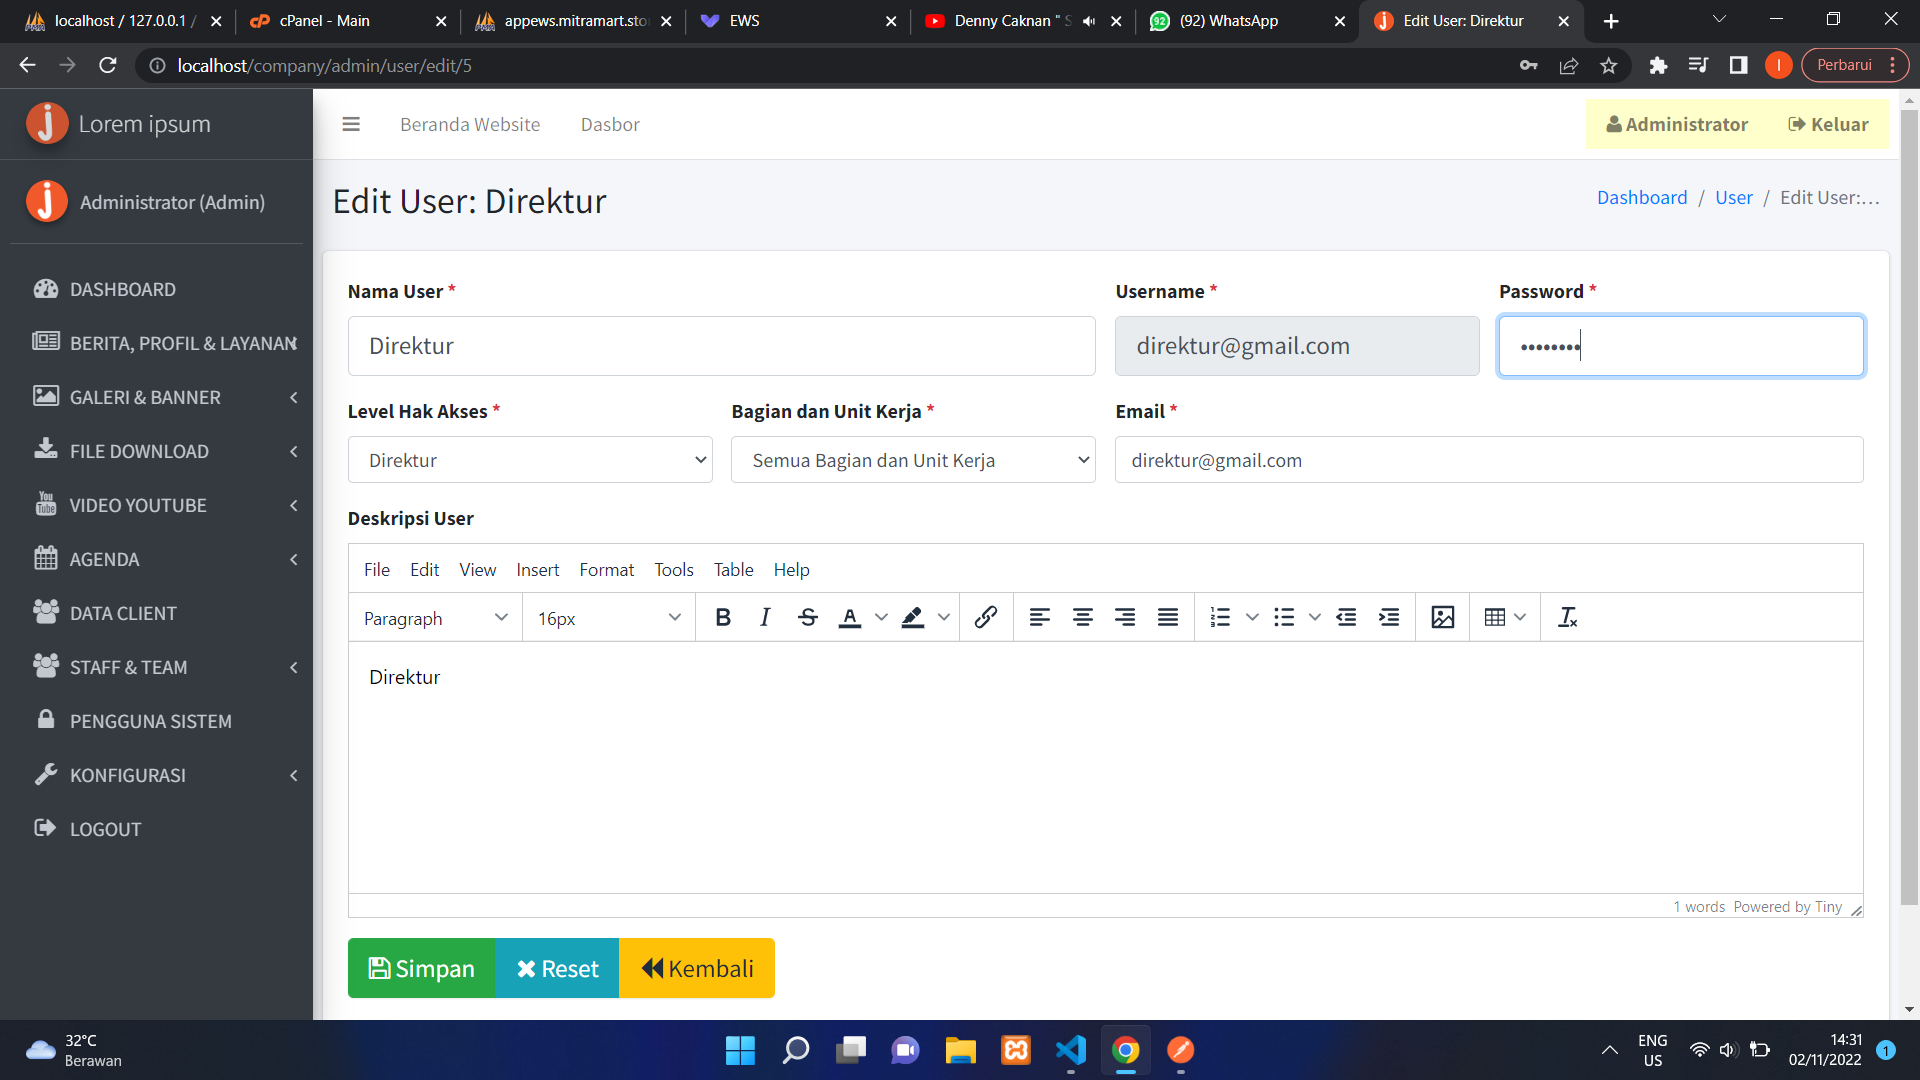 localhost / 127.0.0.1 /
cPanel - Main
appews.mitramart.sto
EWS
Denny Caknan " S
(92) WhatsApp
Edit User: Direktur
localhost/company/admin/user/edit/5
Perbarui
Lorem ipsum
Beranda Website
Dasbor
Administrator
Keluar
Administrator (Admin)
Edit User: Direktur
Dashboard / User / Edit User:...
DASHBOARD
BERITA, PROFIL & LAYANAN
GALERI & BANNER
FILE DOWNLOAD
VIDEO YOUTUBE
AGENDA
DATA CLIENT
STAFF & TEAM
PENGGUNA SISTEM
KONFIGURASI
LOGOUT
Nama User *
Username *
Password *
Direktur
direktur@gmail.com
••••••••
Level Hak Akses *
Bagian dan Unit Kerja *
Email *
Direktur
Semua Bagian dan Unit Kerja
direktur@gmail.com
Deskripsi User
File Edit View Insert Format Tools Table Help
Paragraph
16px
Direktur
1 words Powered by Tiny
Simpan
Reset
Kembali
32°C
Berawan
ENG
US
14:31
02/11/2022
1